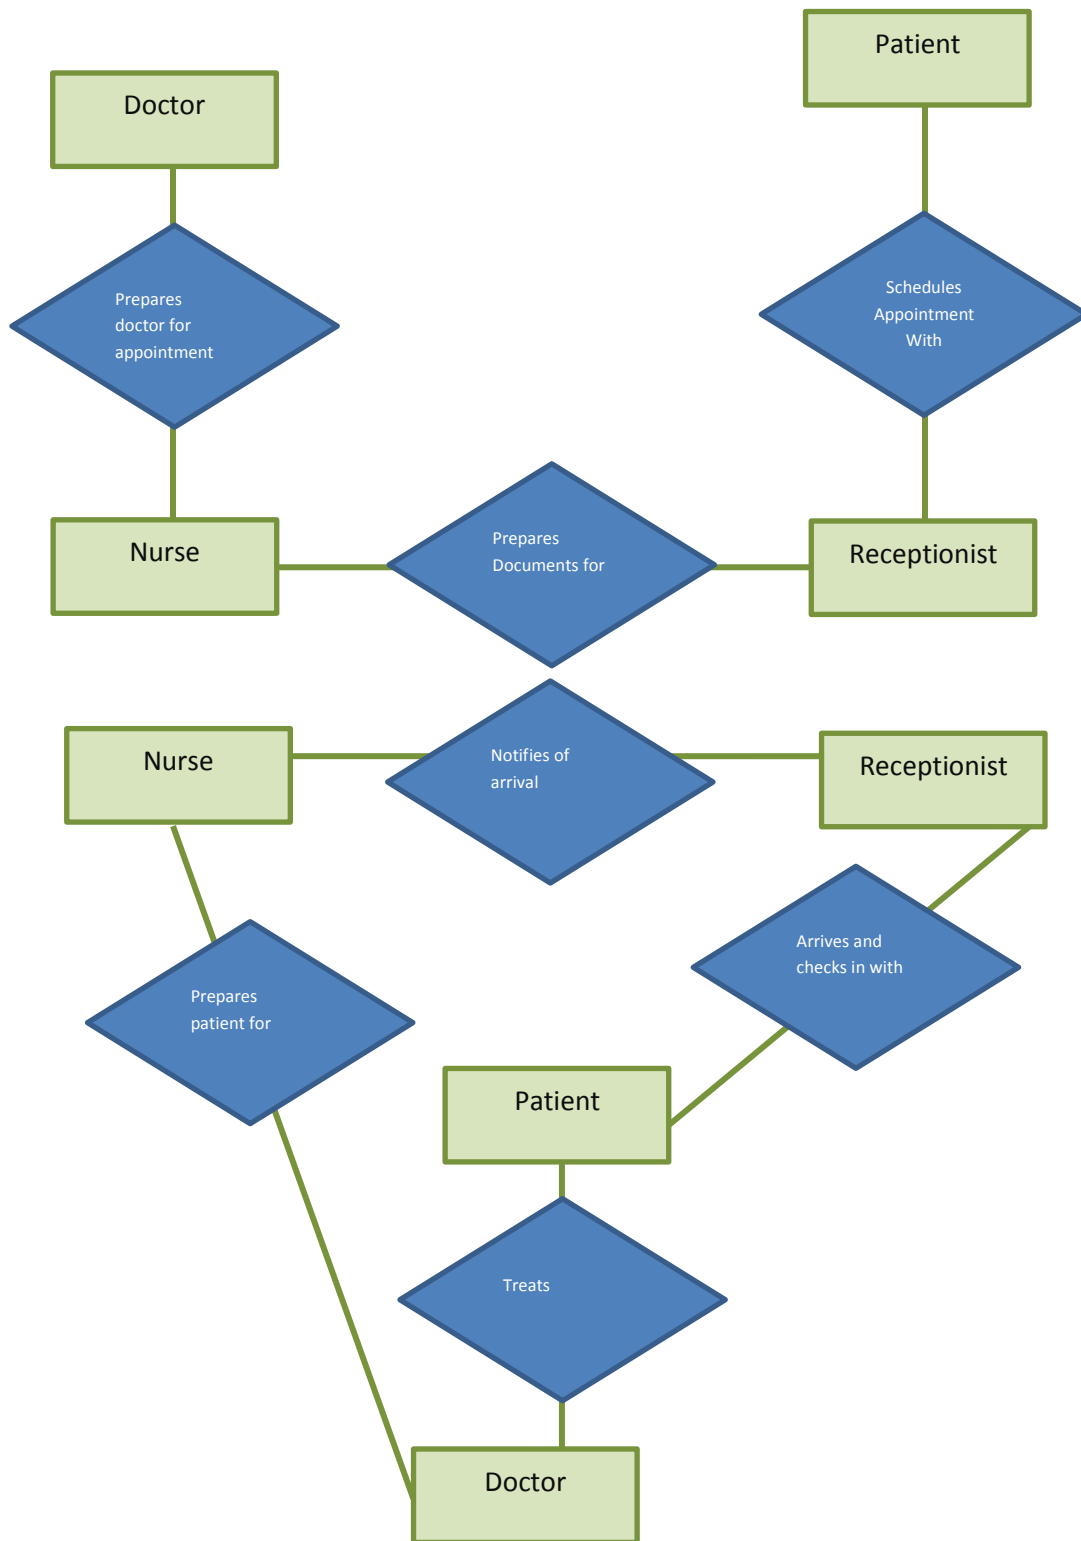 Patient
Doctor
Schedules
Appointment
With
Prepares
doctor for
appointment
Nurse
Prepares
Documents for
Receptionist
Nurse
Notifies of
arrival
Receptionist
Arrives and
checks in with
Prepares
patient for
Patient
Treats
Doctor